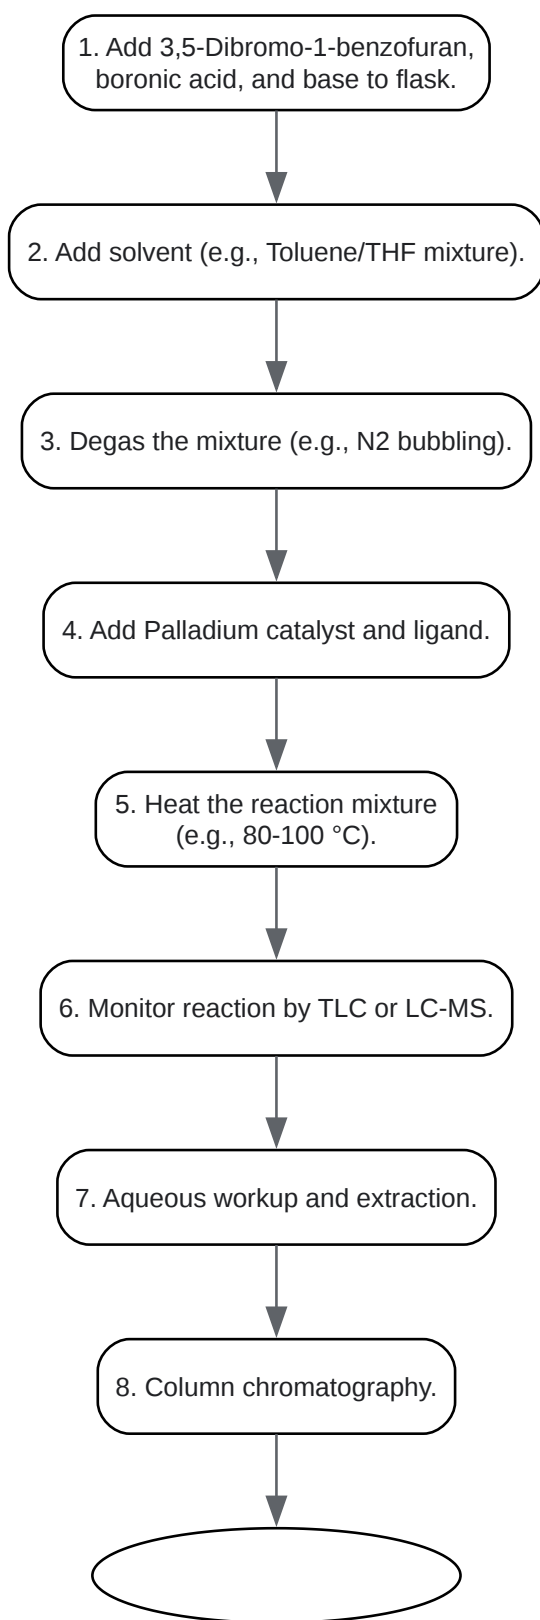 1. Add 3,5-Dibromo-1-benzofuran,
boronic acid, and base to flask.
2. Add solvent (e.g., Toluene/THF mixture).
3. Degas the mixture (e.g., N2 bubbling).
4. Add Palladium catalyst and ligand.
5. Heat the reaction mixture
(e.g., 80-100 °C).
6. Monitor reaction by TLC or LC-MS.
7. Aqueous workup and extraction.
8. Column chromatography.